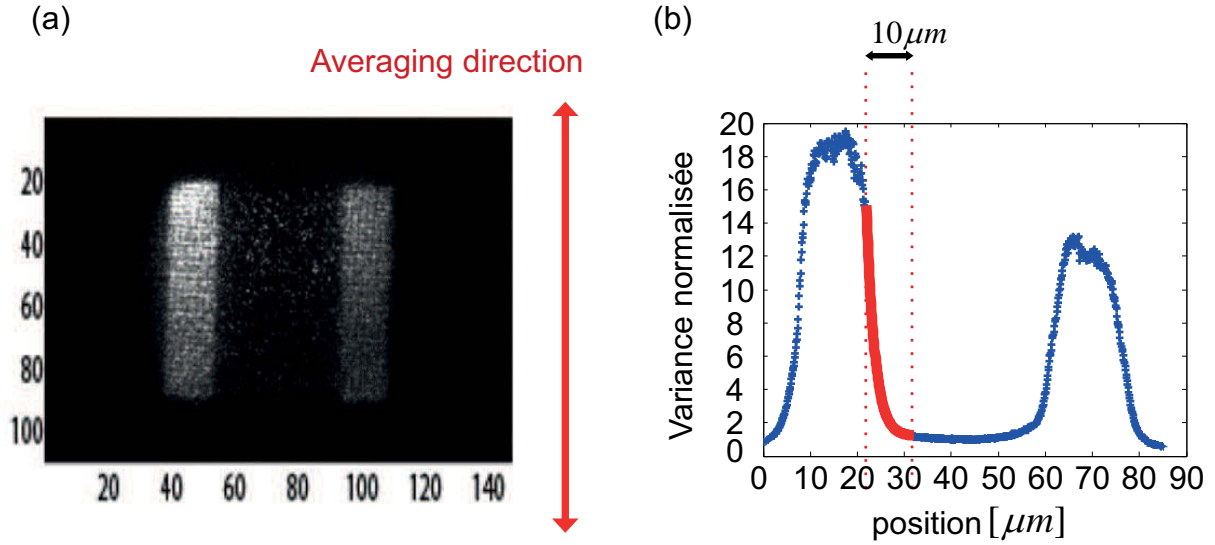 (a)
Averaging direction
20
40
60
80
100
20 40 60 80 100 120 140
(b)
10 μm
Variance normalisée
20
18
16
14
12
10
8
6
4
2
0
0 10 20 30 40 50 60 70 80 90
position [μm]